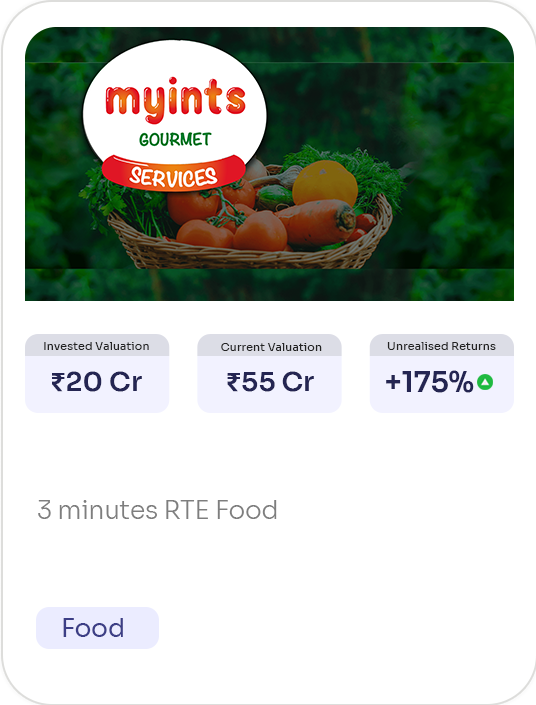 myints
GOURMET
SERVICES
Invested Valuation
₹20 Cr
Current Valuation
₹55 Cr
Unrealised Returns
+175%
3 minutes RTE Food
Food